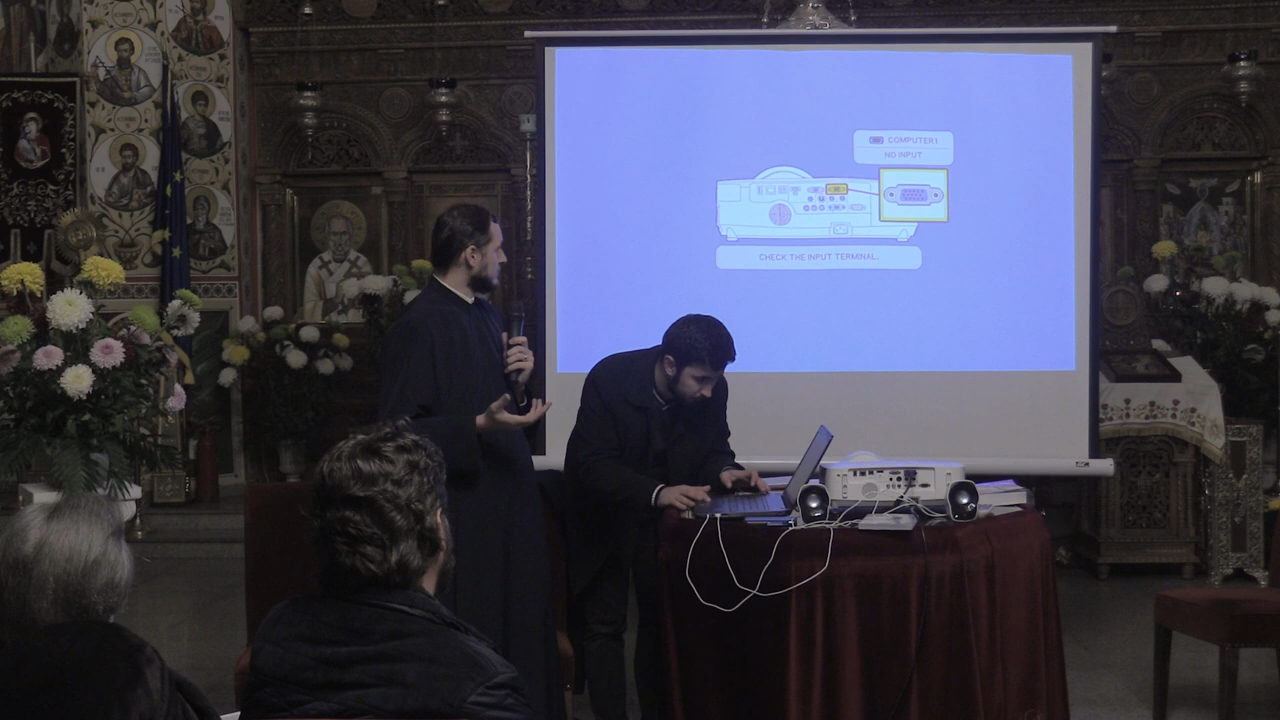 COMPUTER1
NO INPUT
CHECK THE INPUT TERMINAL.